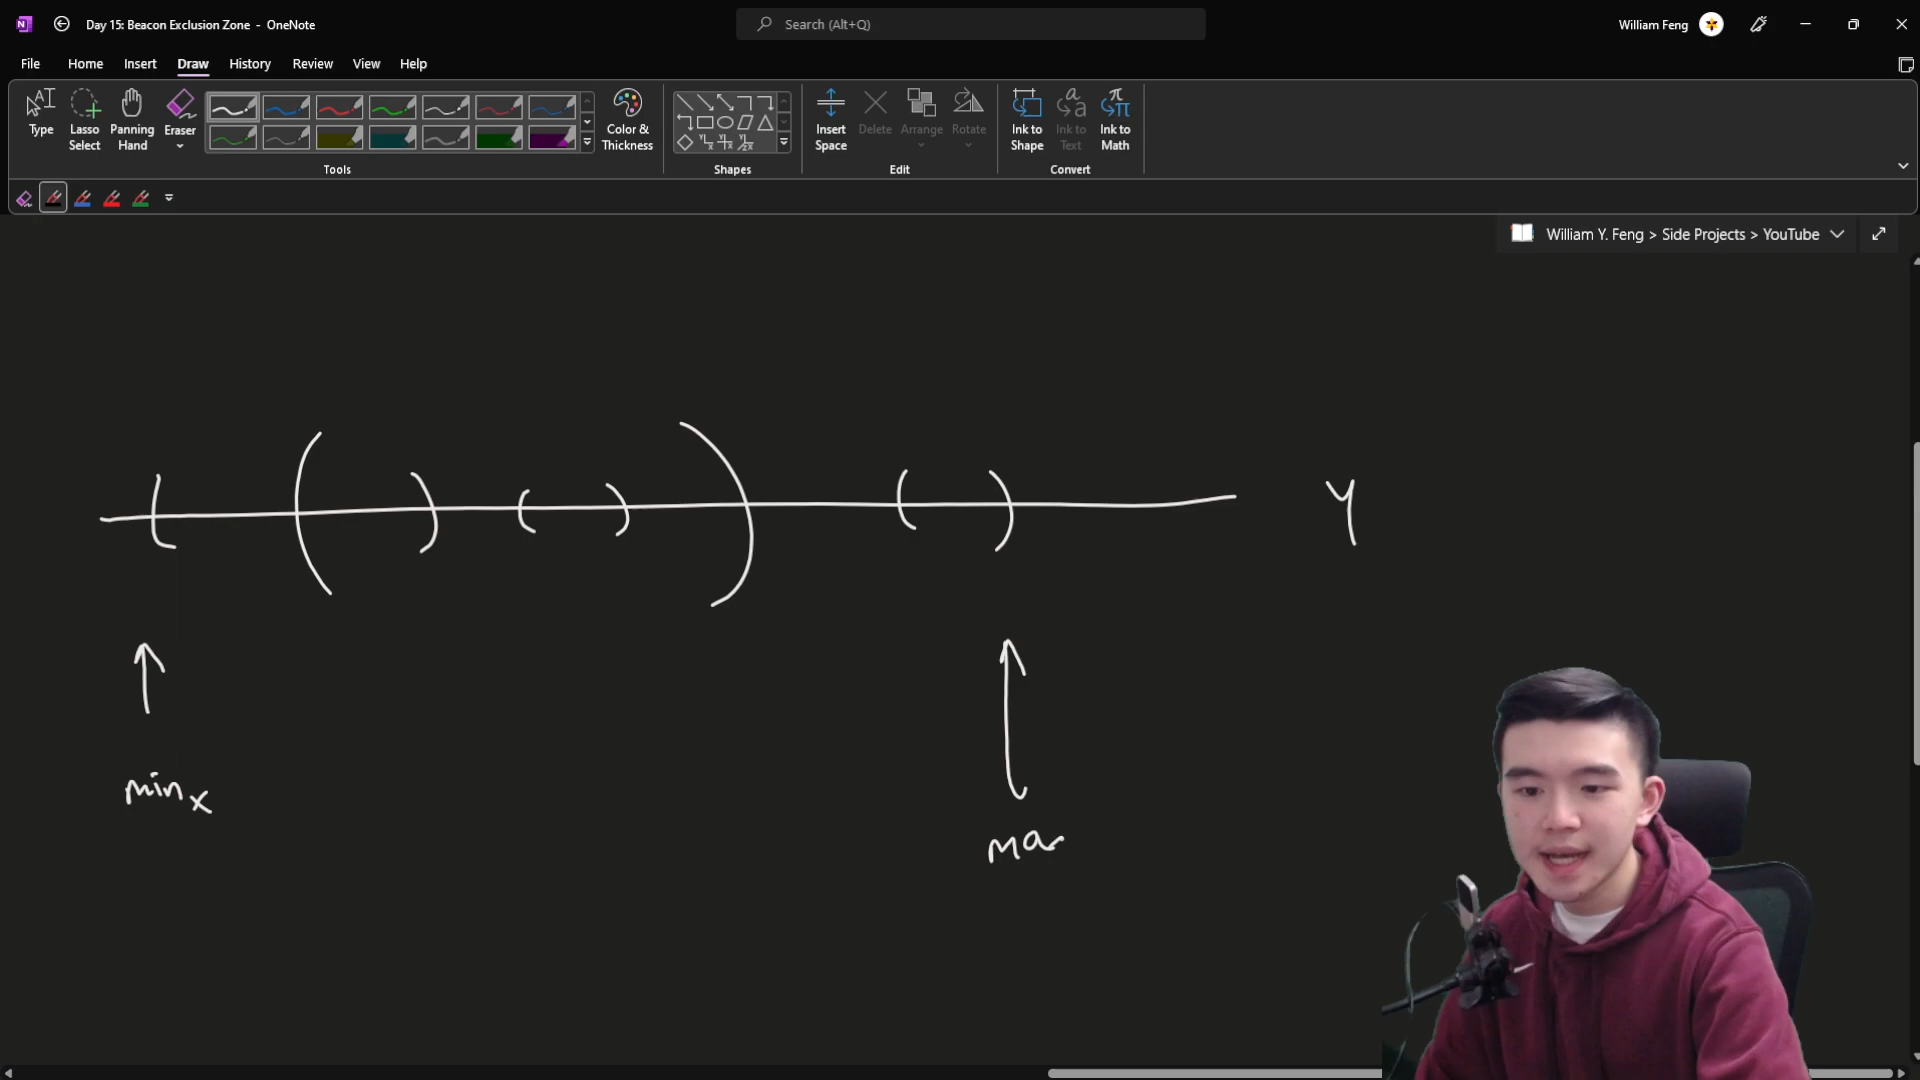 Day 15: Beacon Exclusion Zone - OneNote
Search (Alt+Q)
William Feng
File Home Insert Draw History Review View Help
Type
Lasso Select
Panning Hand
Eraser
Color & Thickness
Insert Space
Delete
Arrange
Rotate
Ink to Shape
Ink to Text
Ink to Math
Tools
Shapes
Edit
Convert
William Y. Feng > Side Projects > YouTube
Y
min x
ma